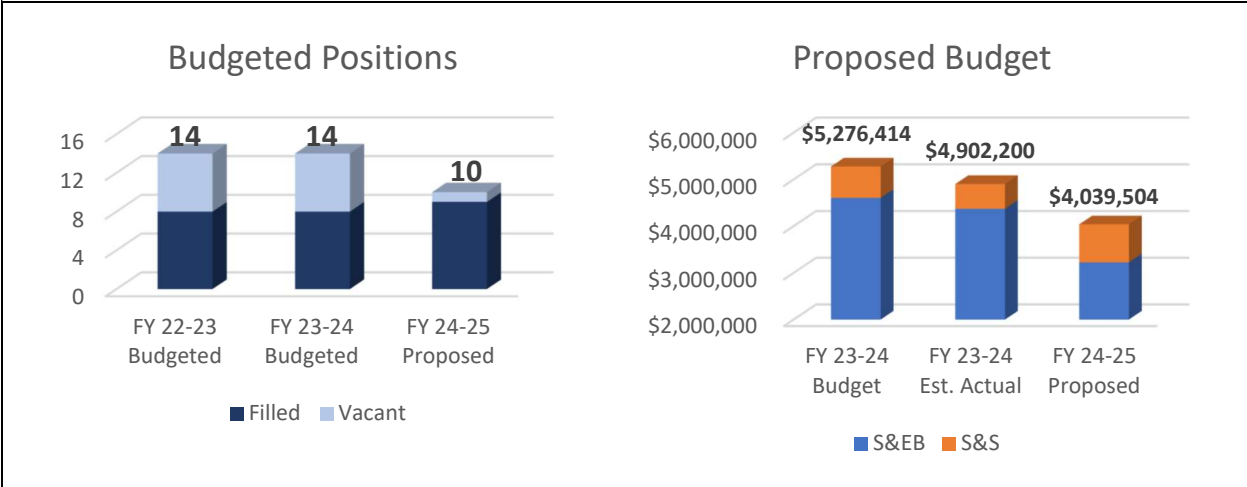 Budgeted Positions
16
12
8
4
0
14
14
10
FY 22-23
Budgeted
FY 23-24
Budgeted
FY 24-25
Proposed
Filled
Vacant
Proposed Budget
$6,000,000
$5,000,000
$4,000,000
$3,000,000
$2,000,000
$5,276,414
$4,902,200
$4,039,504
FY 23-24
Budget
FY 23-24
Est. Actual
FY 24-25
Proposed
S&EB
S&S